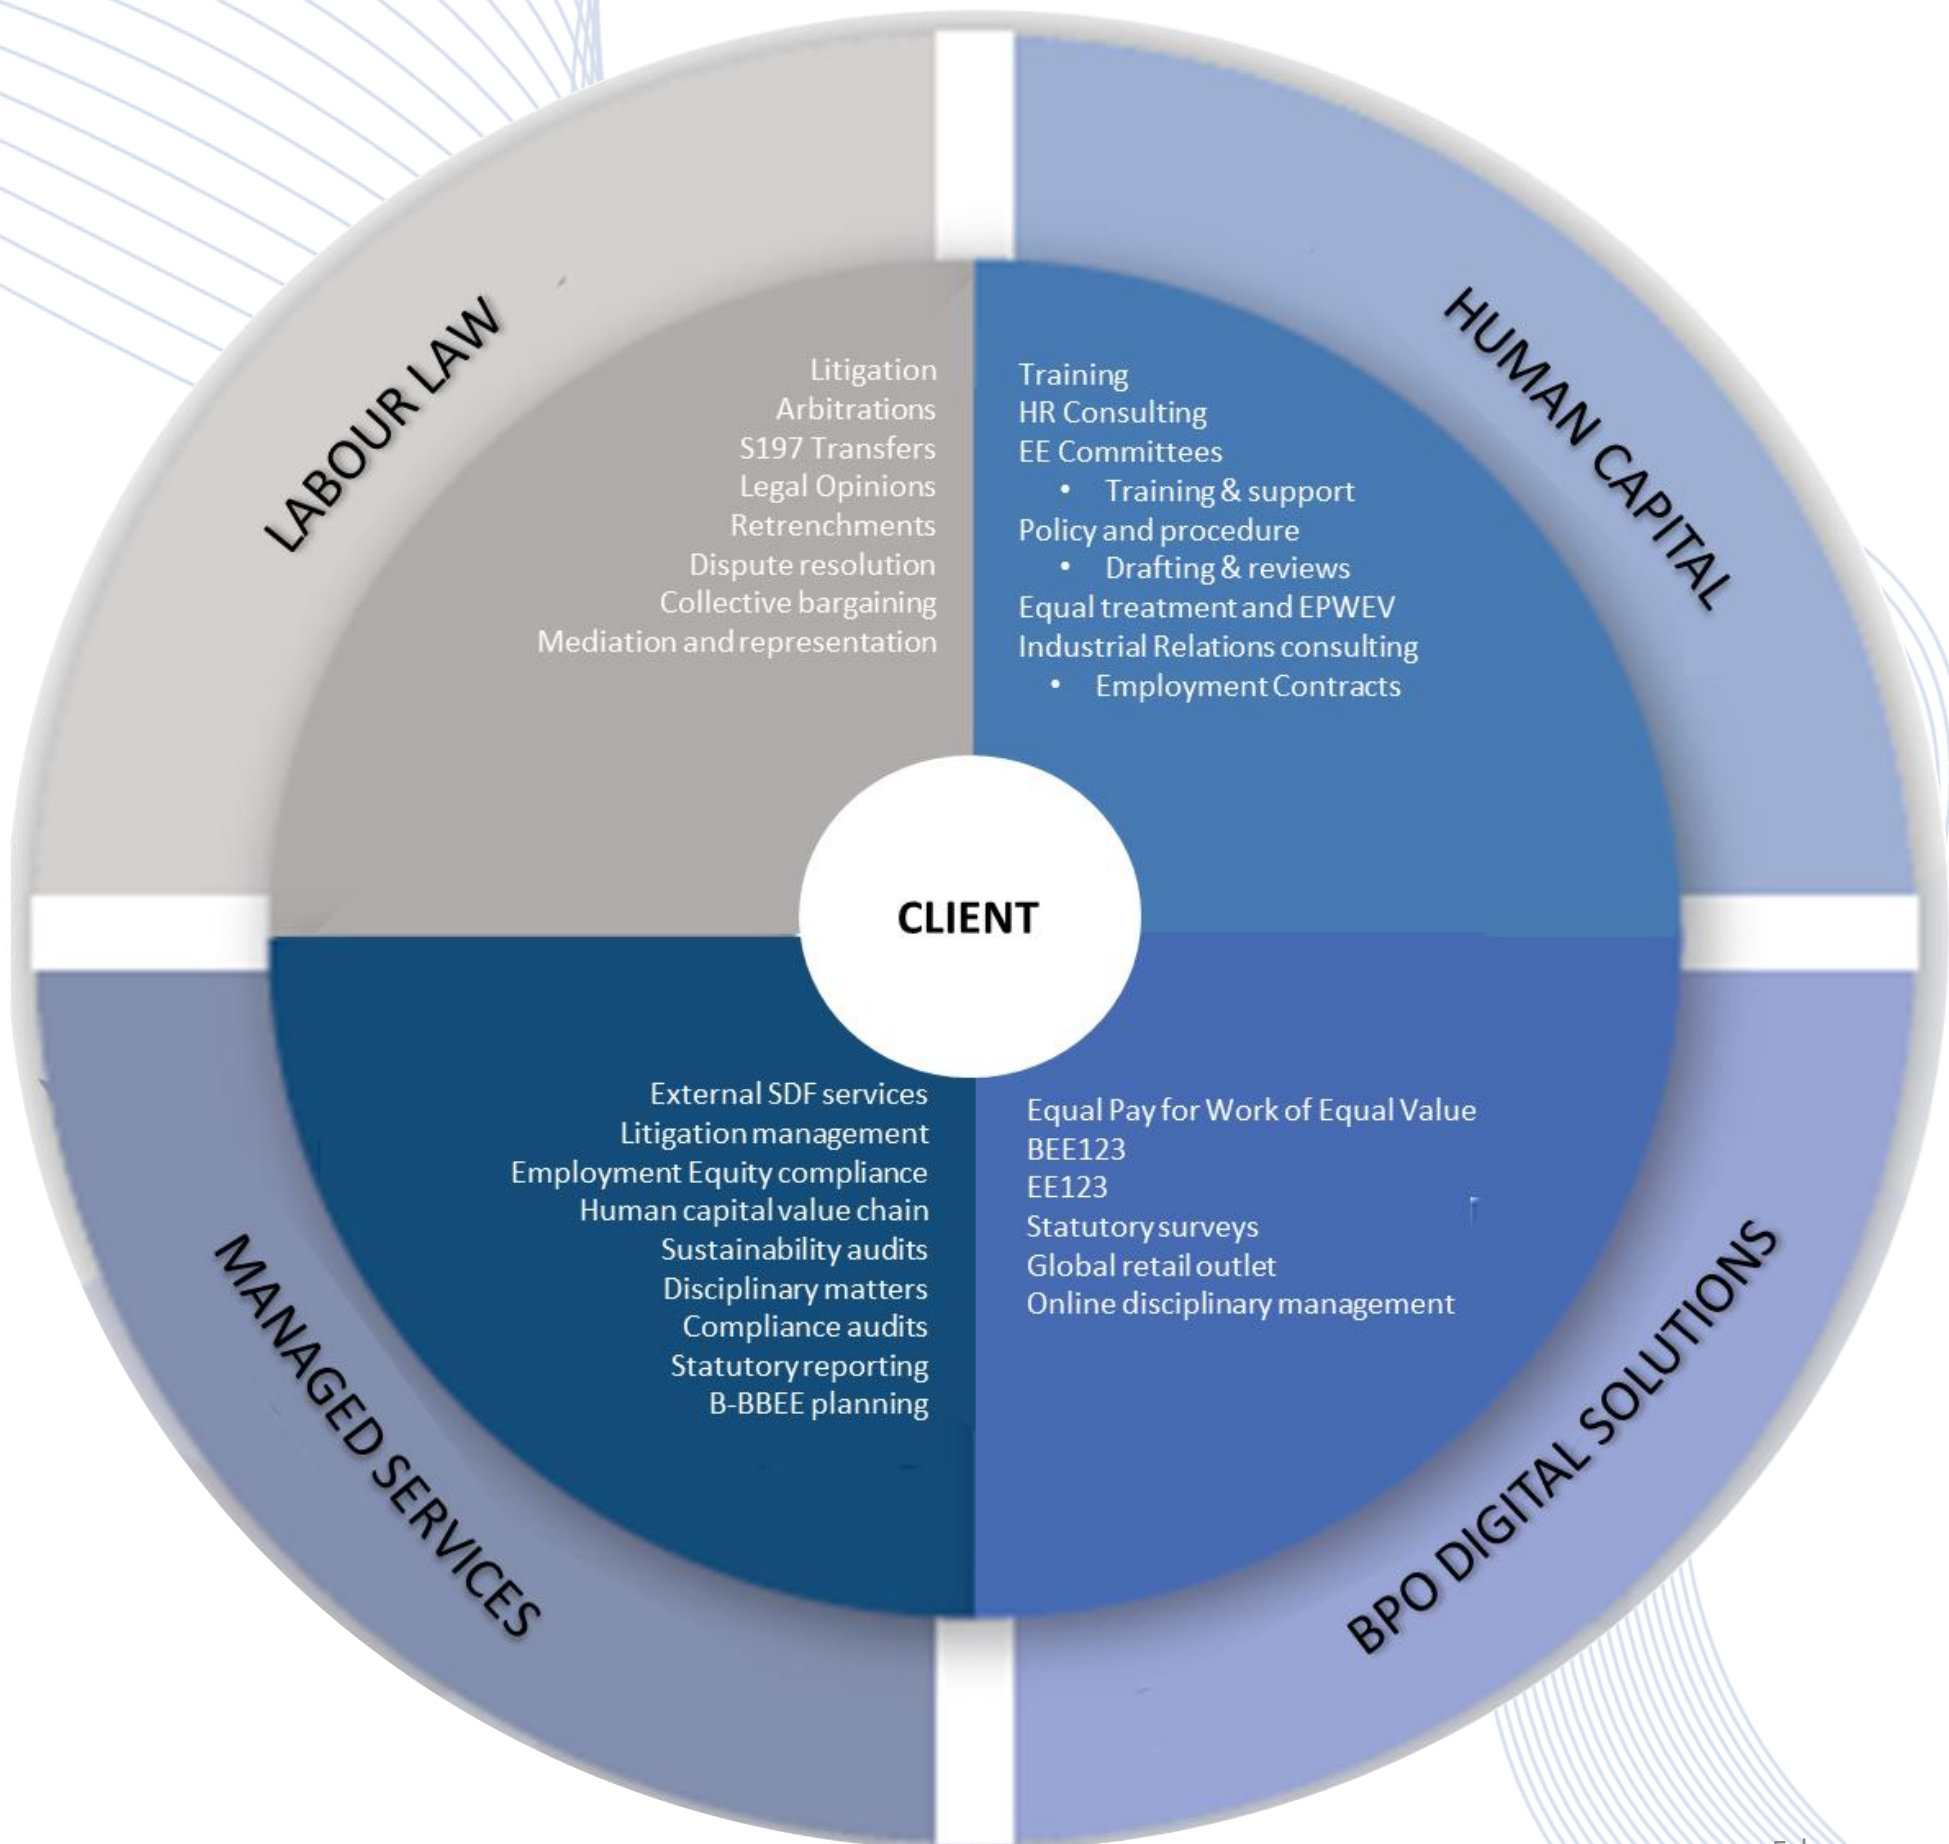 LABOUR LAW
Litigation
Arbitrations
S197 Transfers
Legal Opinions
Retrenchments
Dispute resolution
Collective bargaining
Mediation and representation
HUMAN CAPITAL
Training
HR Consulting
EE Committees
• Training & support
Policy and procedure
• Drafting & reviews
Equal treatment and EPWEV
Industrial Relations consulting
• Employment Contracts
CLIENT
MANAGED SERVICES
External SDF services
Litigation management
Employment Equity compliance
Human capital value chain
Sustainability audits
Disciplinary matters
Compliance audits
Statutory reporting
B-BBEE planning
BPO DIGITAL SOLUTIONS
Equal Pay for Work of Equal Value
BEE123
EE123
Statutory surveys
Global retail outlet
Online disciplinary management